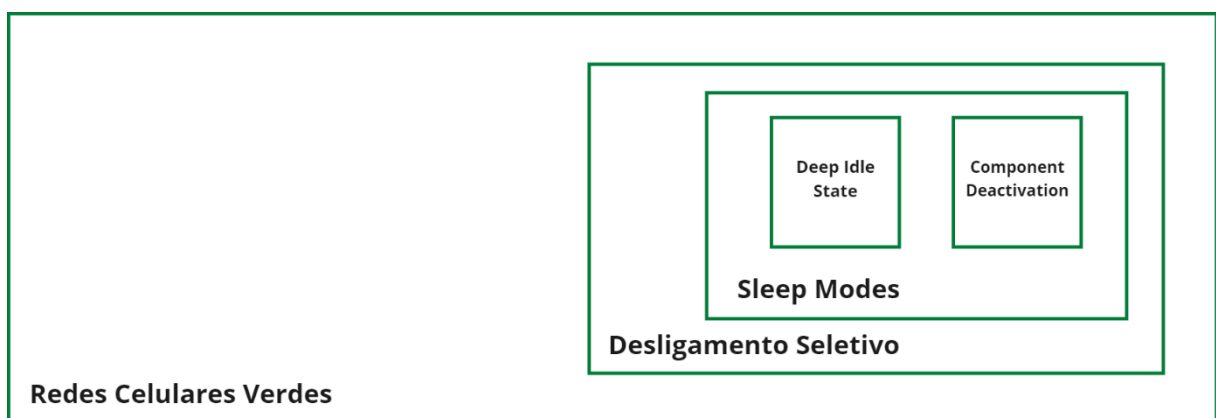 Deep Idle
State
Component
Deactivation
Sleep Modes
Desligamento Seletivo
Redes Celulares Verdes